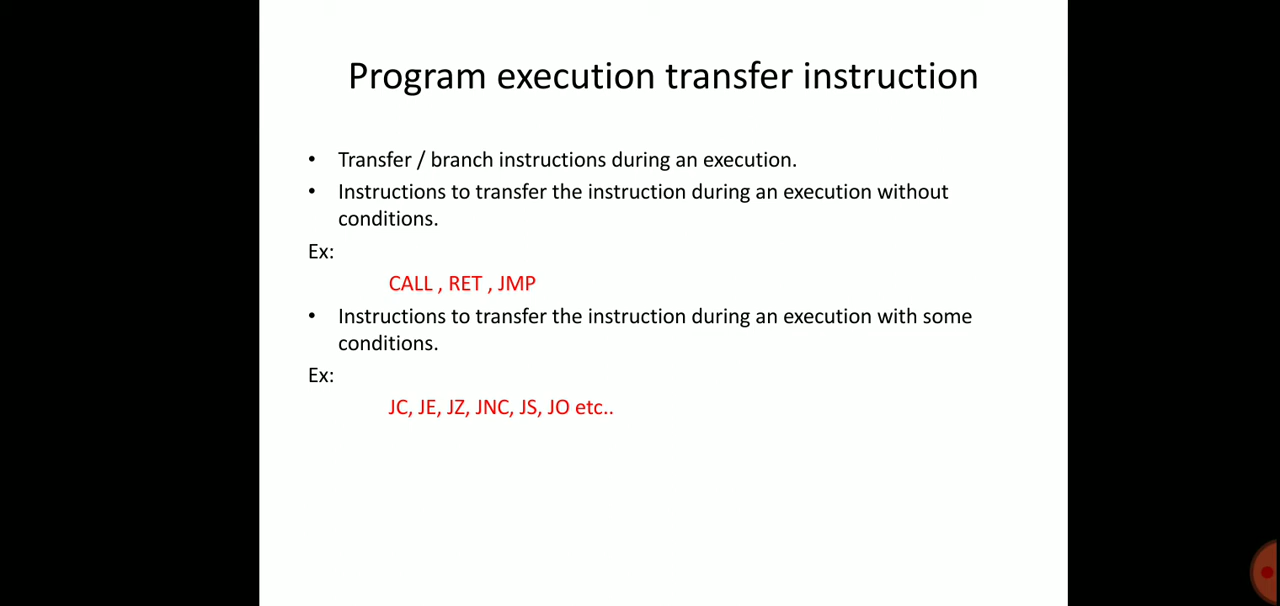 Program execution transfer instruction
• Transfer / branch instructions during an execution.
• Instructions to transfer the instruction during an execution without
conditions.
Ex:
CALL , RET , JMP
• Instructions to transfer the instruction during an execution with some
conditions.
Ex:
JC, JE, JZ, JNC, JS, JO etc..